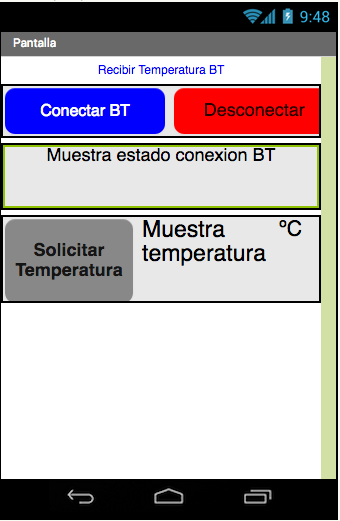 9:48
Pantalla
Recibir Temperatura BT
Conectar BT Desconectar
Muestra estado conexion BT
Solicitar
Temperatura
Muestra ºC
temperatura